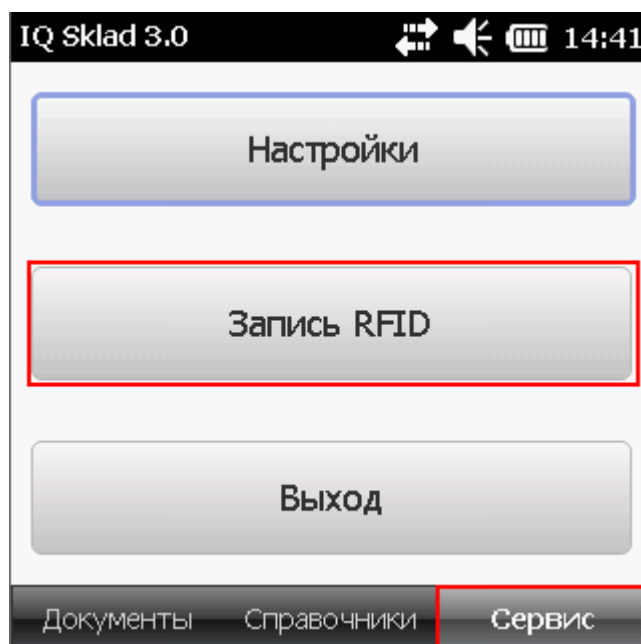 IQ Sklad 3.0 14:41
Настройки
Запись RFID
Выход
Документы Справочники Сервис